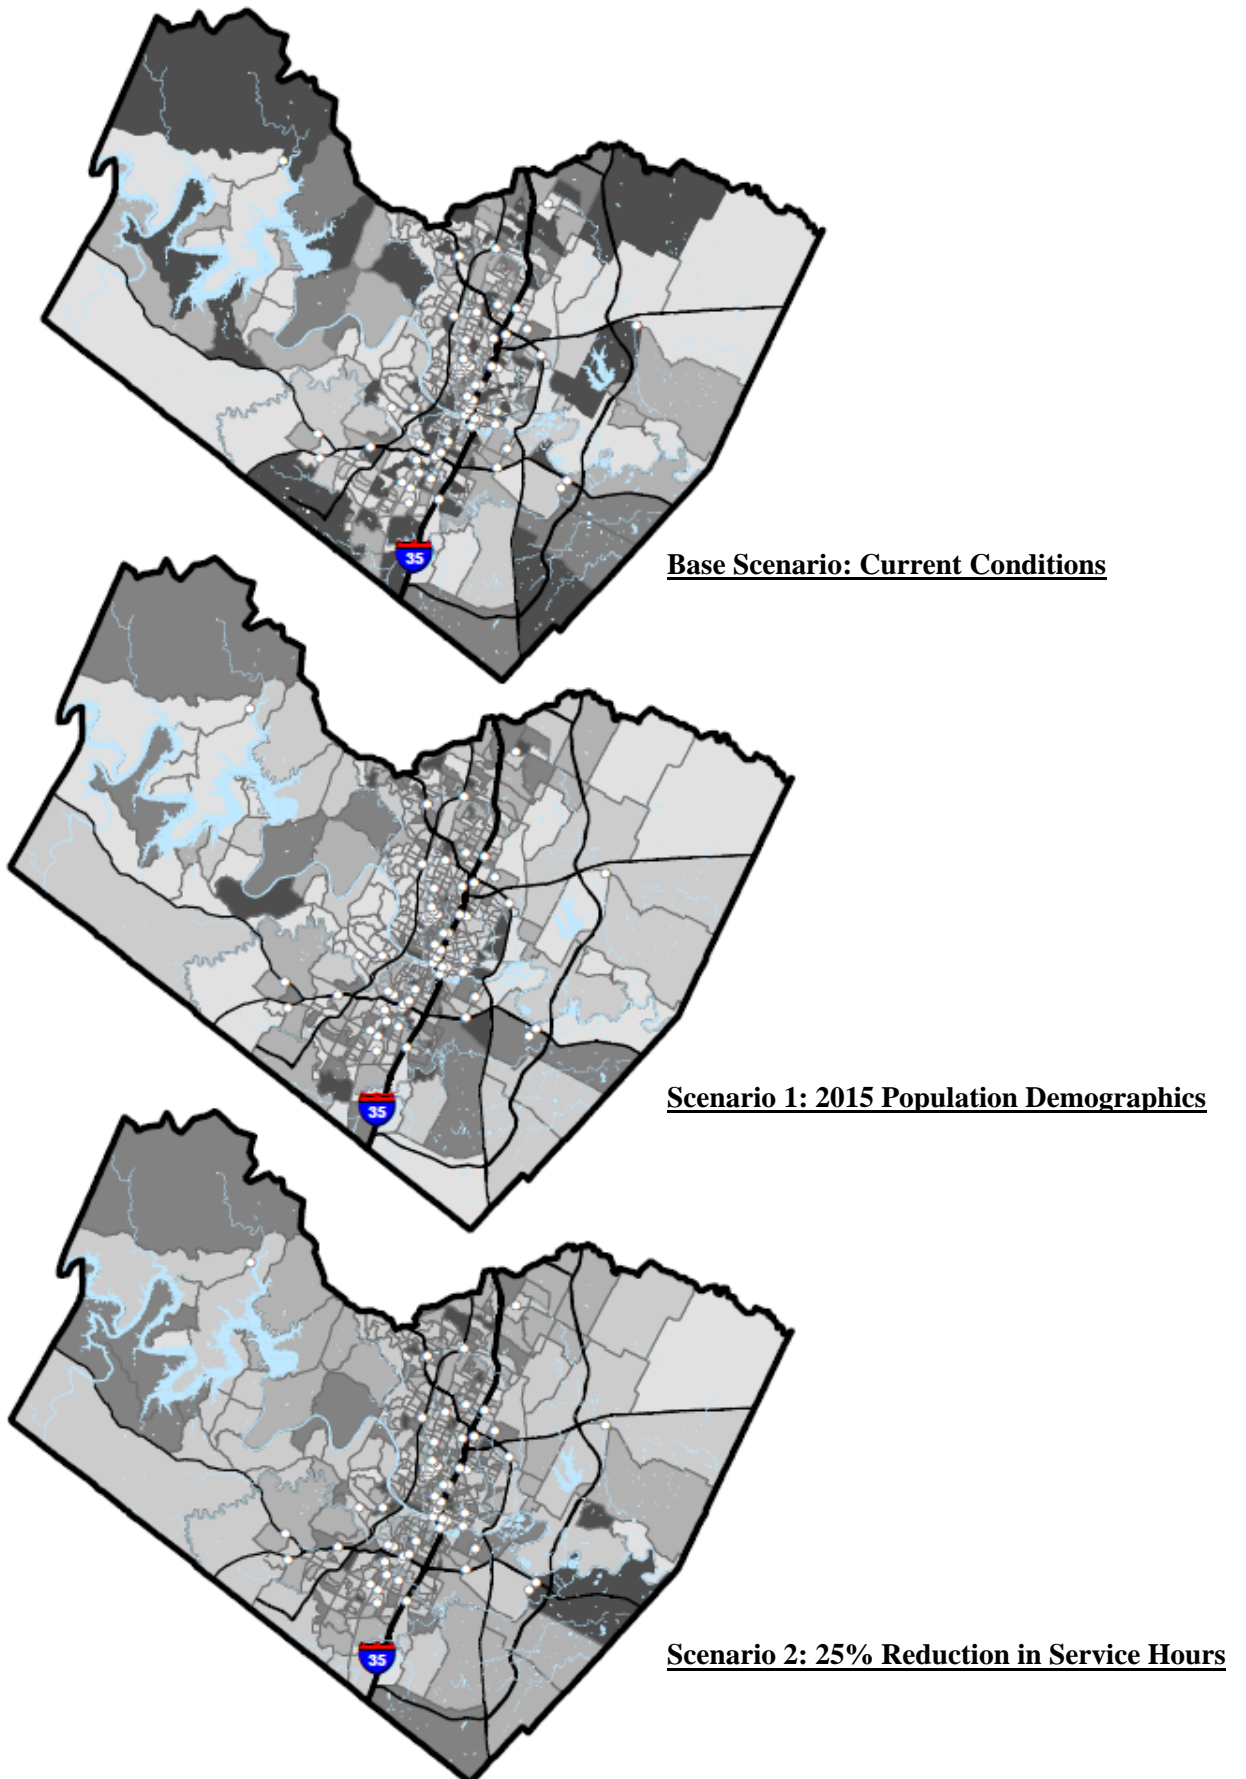 35
Base Scenario: Current Conditions
35
Scenario 1: 2015 Population Demographics
35
Scenario 2: 25% Reduction in Service Hours